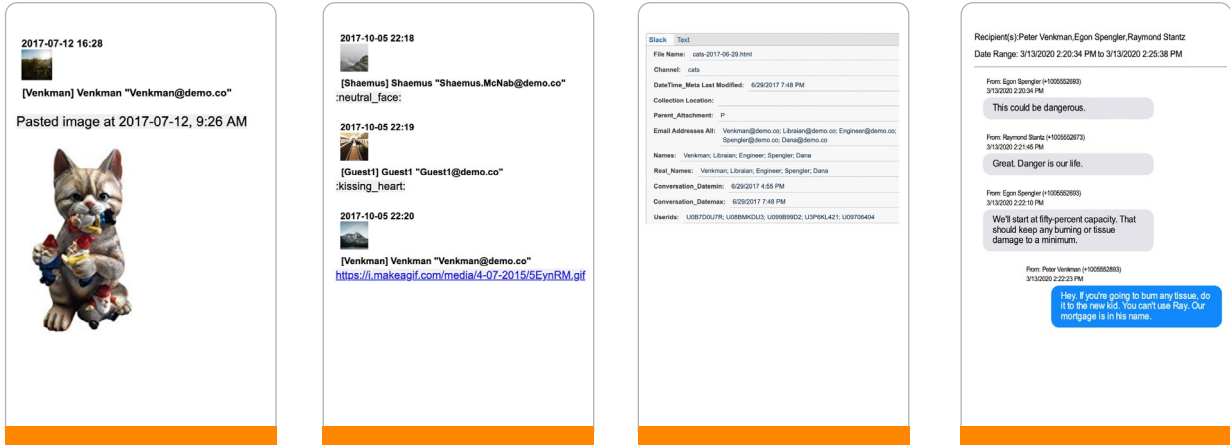 2017-07-12 16:28
[Venkman] Venkman "Venkman@demo.co"
Pasted image at 2017-07-12, 9:26 AM
2017-10-05 22:18
[Shaemus] Shaemus "Shaemus.McNab@demo.co"
:neutral_face:
2017-10-05 22:19
[Guest1] Guest1 "Guest1@demo.co"
:kissing_heart:
2017-10-05 22:20
[Venkman] Venkman "Venkman@demo.co"
https://i.makeagif.com/media/4-07-2015/5EynRM.gif
Slack Text
File Name: cats-2017-06-29.html
Channel: cats
DateTime_Meta Last Modified: 6/29/2017 7:48 PM
Collection Location:
Parent_Attachment: P
Email Addresses All: Venkman@demo.co; Libraian@demo.co; Engineer@demo.co;
Spengler@demo.co; Dana@demo.co
Names: Venkman; Libraian; Engineer; Spengler; Dana
Real_Names: Venkman; Libraian; Engineer; Spengler; Dana
Conversation_Datemin: 6/29/2017 4:55 PM
Conversation_Datemax: 6/29/2017 7:48 PM
Userids: U0B7D0U7R; U08BMKDU3; U099B99D2; U3P6KL421; U09706404
Recipient(s):Peter Venkman,Egon Spengler,Raymond Stantz
Date Range: 3/13/2020 2:20:34 PM to 3/13/2020 2:25:38 PM
From: Egon Spengler (+1005552693)
3/13/2020 2:20:34 PM
This could be dangerous.
From: Raymond Stantz (+1005552673)
3/13/2020 2:21:45 PM
Great. Danger is our life.
From: Egon Spengler (+1005552693)
3/13/2020 2:22:10 PM
We'll start at fifty-percent capacity. That
should keep any burning or tissue
damage to a minimum.
From: Peter Venkman (+1005552893)
3/13/2020 2:22:23 PM
Hey. If you're going to burn any tissue, do
it to the new kid. You can't use Ray. Our
mortgage is in his name.